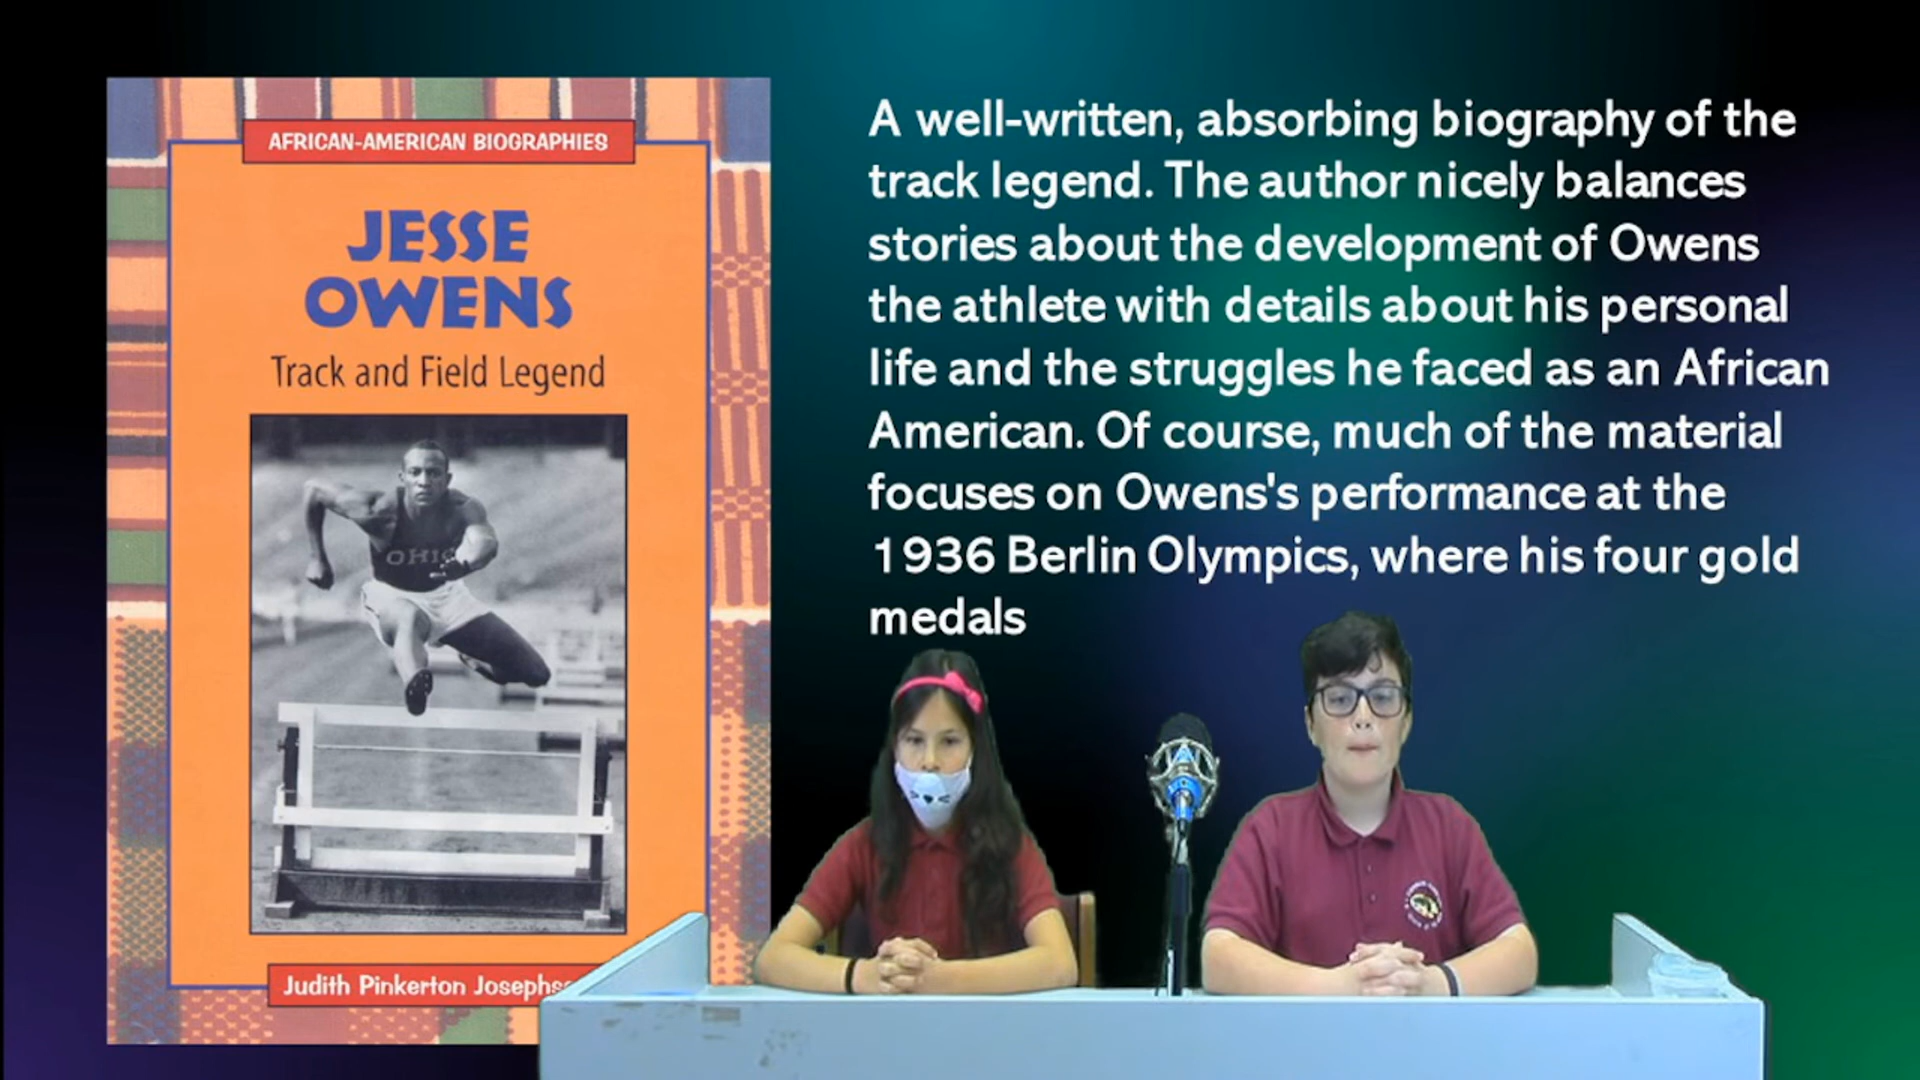 AFRICAN-AMERICAN BIOGRAPHIES
JESSE
OWENS
Track and Field Legend
OHIO
Judith Pinkerton
A well-written, absorbing biography of the
track legend. The author nicely balances
stories about the development of Owens
the athlete with details about his personal
life and the struggles he faced as an African
American. Of course, much of the material
focuses on Owens's performance at the
1936 Berlin Olympics, where his four gold
medals